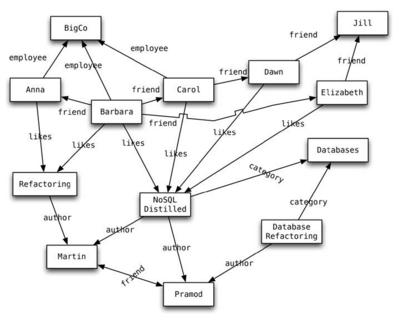 BigCo
Jill
employee
employee
employee
friend
friend
Anna
Barbara
Carol
Dawn
Elizabeth
friend
friend
friend
friend
likes
likes
likes
likes
likes
likes
Databases
Refactoring
NoSQL
Distilled
category
category
author
author
author
author
Database
Refactoring
Martin
friend
Pramod